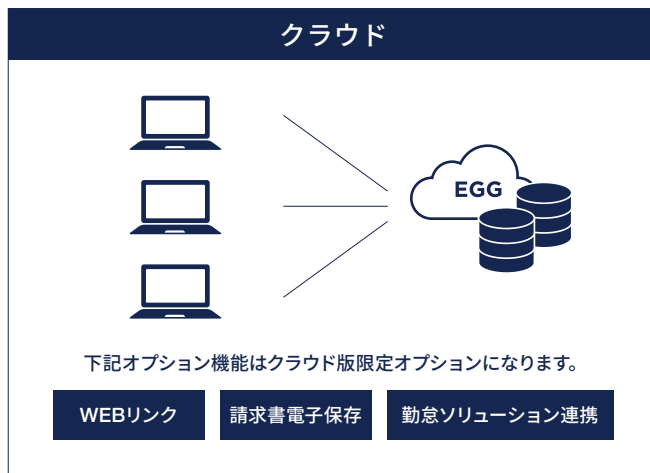 クラウド
EGG
下記オプション機能はクラウド版限定オプションになります。
WEBリンク
請求書電子保存
勤怠ソリューション連携